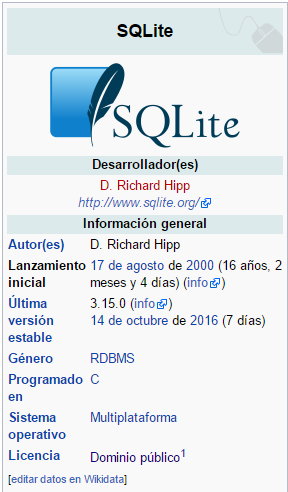 SQLite
SQLite
Desarrollador(es)
D. Richard Hipp
http://www.sqlite.org/
Información general
Autor(es) D. Richard Hipp
Lanzamiento 17 de agosto de 2000 (16 años, 2
inicial meses y 4 días) (info)
Última 3.15.0 (info)
versión 14 de octubre de 2016 (7 días)
estable
Género RDBMS
Programado C
en
Sistema Multiplataforma
operativo
Licencia Dominio público1
[editar datos en Wikidata]